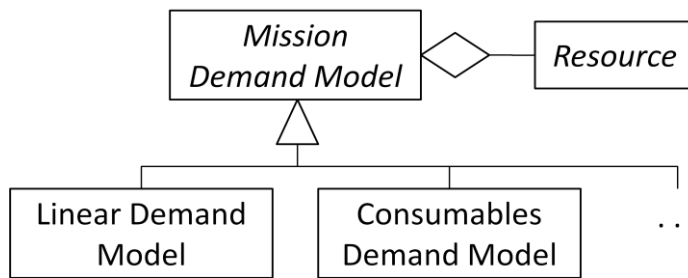 Mission
Demand Model
Resource
Linear Demand
Model
Consumables
Demand Model
. .